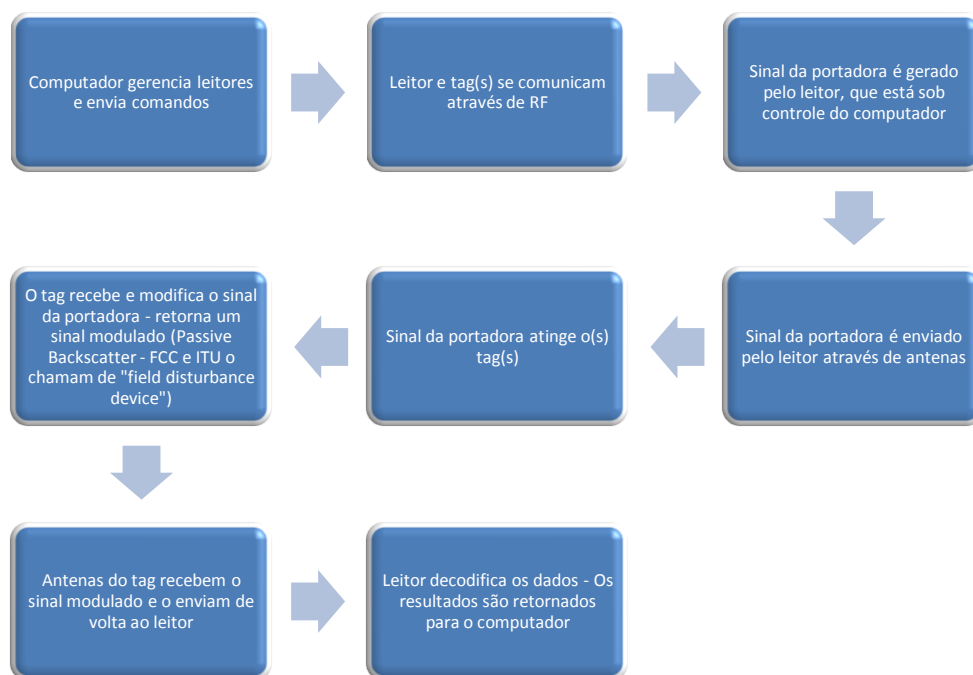 Computador gerencia leitores
e envia comandos
Leitor e tag(s) se comunicam
através de RF
Sinal da portadora é gerado
pelo leitor, que está sob
controle do computador
Sinal da portadora é enviado
pelo leitor através de antenas
Sinal da portadora atinge o(s)
tag(s)
O tag recebe e modifica o sinal
da portadora - retorna um
sinal modulado (Passive
Backscatter - FCC e ITU o
chamam de "field disturbance
device")
Antenas do tag recebem o
sinal modulado e o enviam de
volta ao leitor
Leitor decodifica os dados - Os
resultados são retornados
para o computador